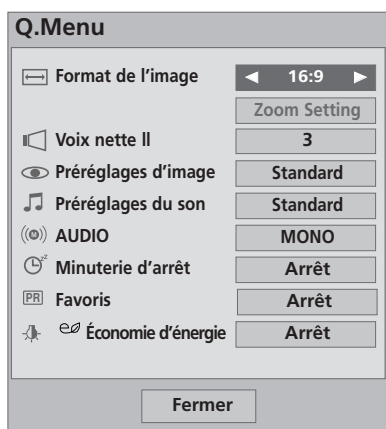 Q.Menu
Format de l'image ◄ 16:9 ►
Zoom Setting
Voix nette ll 3
Préréglages d'image Standard
Préréglages du son Standard
AUDIO MONO
Minuterie d'arrêt Arrêt
PR Favoris Arrêt
Économie d'énergie Arrêt
Fermer